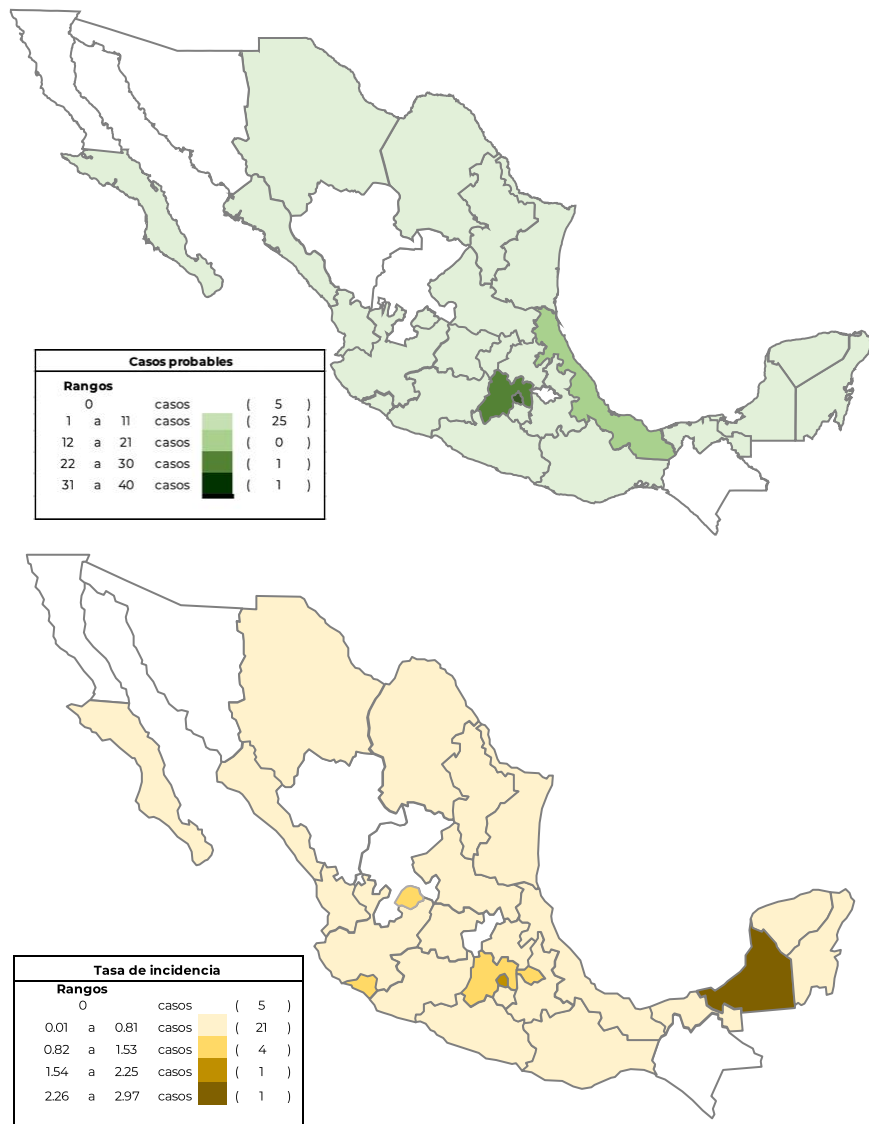 Casos probables
Rangos
0 casos ( 5 )
1 a 11 casos ( 25 )
12 a 21 casos ( 0 )
22 a 30 casos ( 1 )
31 a 40 casos ( 1 )
Tasa de incidencia
Rangos
0 casos ( 5 )
0.01 a 0.81 casos ( 21 )
0.82 a 1.53 casos ( 4 )
1.54 a 2.25 casos ( 1 )
2.26 a 2.97 casos ( 1 )